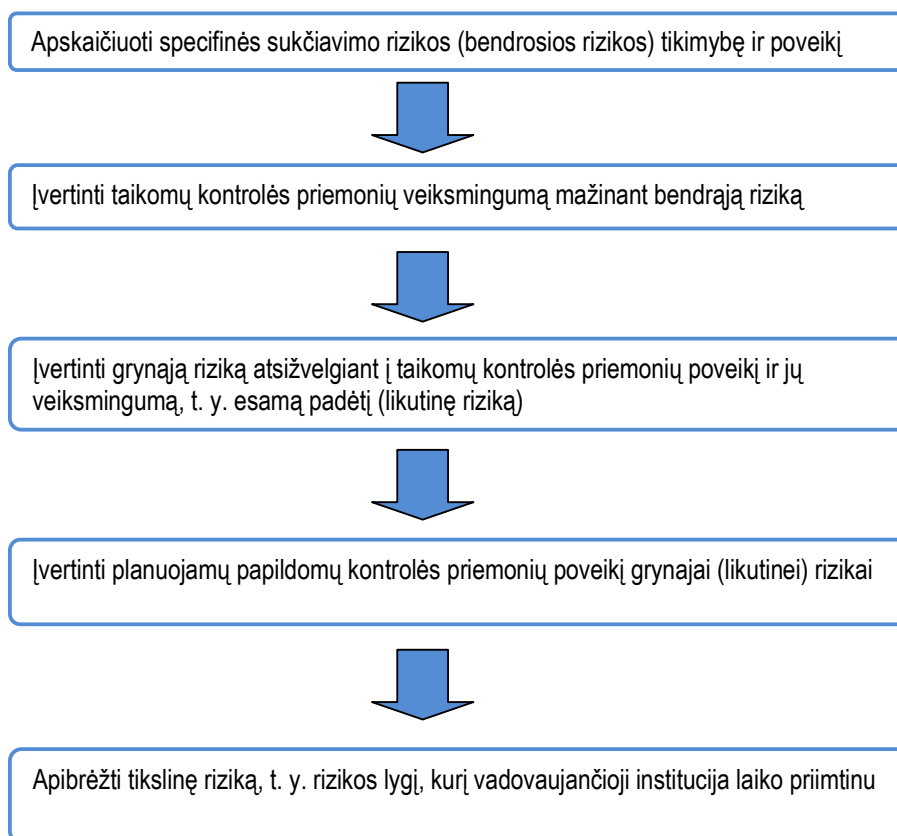 Apskaičiuoti specifinės sukčiavimo rizikos (bendrosios rizikos) tikimybę ir poveikį
Įvertinti taikomų kontrolės priemonių veiksmingumą mažinant bendrąją riziką
Įvertinti grynąją riziką atsižvelgiant į taikomų kontrolės priemonių poveikį ir jų
veiksmingumą, t. y. esamą padėtį (likutinę riziką)
Įvertinti planuojamų papildomų kontrolės priemonių poveikį grynajai (likutinei) rizikai
Apibrėžti tikslinę riziką, t. y. rizikos lygį, kurį vadovaujančioji institucija laiko priimtinu